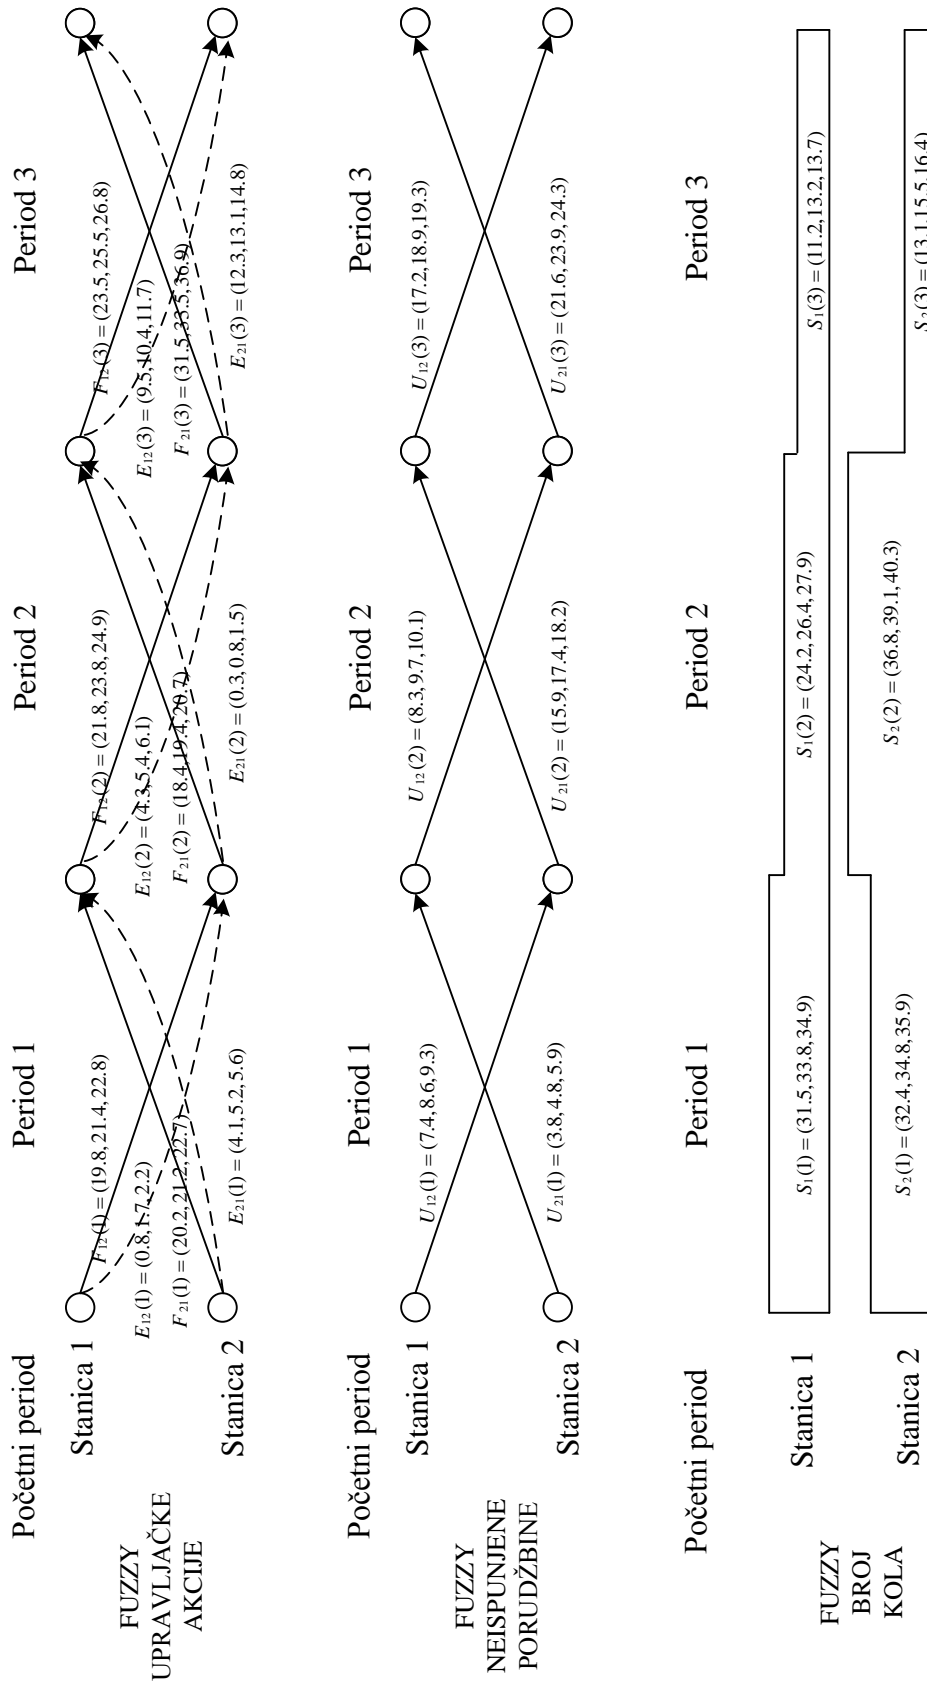 Početni period
Period 1
Period 2
Period 3
FUZZY
UPRAVLJAČKE
AKCIJE
Stanica 1
Stanica 2
F12(1) = (19.8,21.4,22.8)
E12(1) = (0.8,1.7,2.2)
F21(1) = (20.2,21.2,22.7)
E21(1) = (4.1,5.2,5.6)
F12(2) = (21.8,23.8,24.9)
E12(2) = (4.3,5.4,6.1)
F21(2) = (18.4,19.4,20.7)
E21(2) = (0.3,0.8,1.5)
F12(3) = (23.5,25.5,26.8)
E12(3) = (9.5,10.4,11.7)
F21(3) = (31.5,33.5,36.9)
E21(3) = (12.3,13.1,14.8)
Početni period
Period 1
Period 2
Period 3
FUZZY
NEISPUNJENE
PORUDŽBINE
Stanica 1
Stanica 2
U12(1) = (7.4,8.6,9.3)
U21(1) = (3.8,4.8,5.9)
U12(2) = (8.3,9.7,10.1)
U21(2) = (15.9,17.4,18.2)
U12(3) = (17.2,18.9,19.3)
U21(3) = (21.6,23.9,24.3)
Početni period
Period 1
Period 2
Period 3
FUZZY
BROJ
KOLA
Stanica 1
Stanica 2
S1(1) = (31.5,33.8,34.9)
S1(2) = (24.2,26.4,27.9)
S1(3) = (11.2,13.2,13.7)
S2(1) = (32.4,34.8,35.9)
S2(2) = (36.8,39.1,40.3)
S2(3) = (13.1,15.5,16.4)